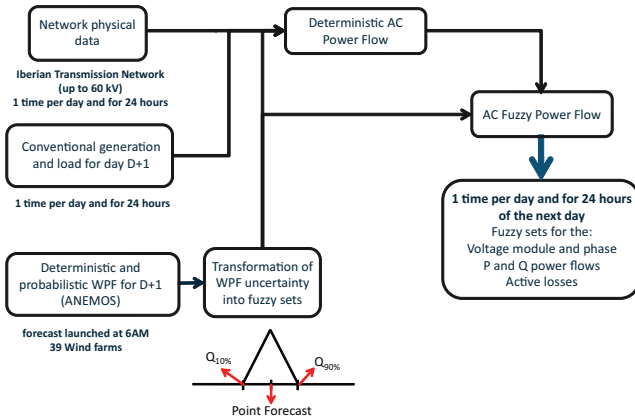 Network physical
data
Iberian Transmission Network
(up to 60 kV)
1 time per day and for 24 hours
Conventional generation
and load for day D+1
1 time per day and for 24 hours
Deterministic and
probabilistic WPF for D+1
(ANEMOS)
forecast launched at 6AM
39 Wind farms
Transformation of
WPF uncertainty
into fuzzy sets
Deterministic AC
Power Flow
AC Fuzzy Power Flow
1 time per day and for 24 hours
of the next day
Fuzzy sets for the:
Voltage module and phase
P and Q power flows
Active losses
Q10%
Q90%
Point Forecast